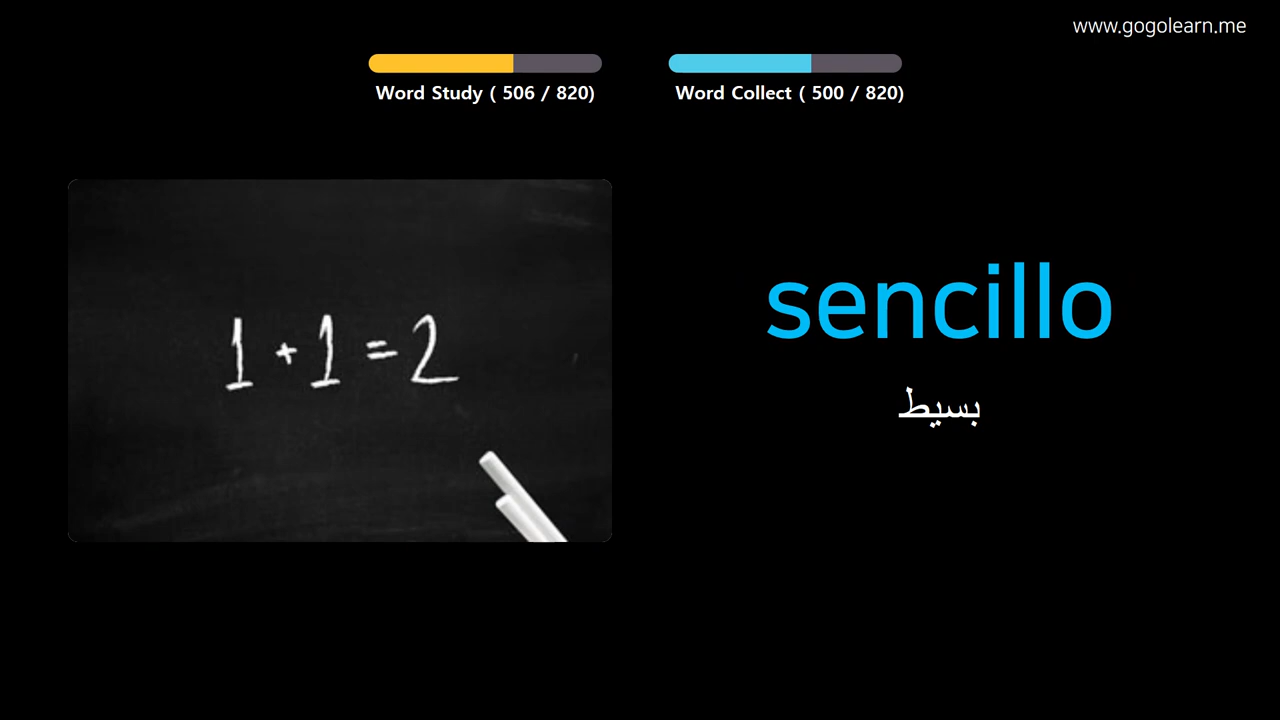 www.gogolearn.me
Word Study ( 506 / 820)
Word Collect ( 500 / 820)
1 + 1 = 2
sencillo
بسيط